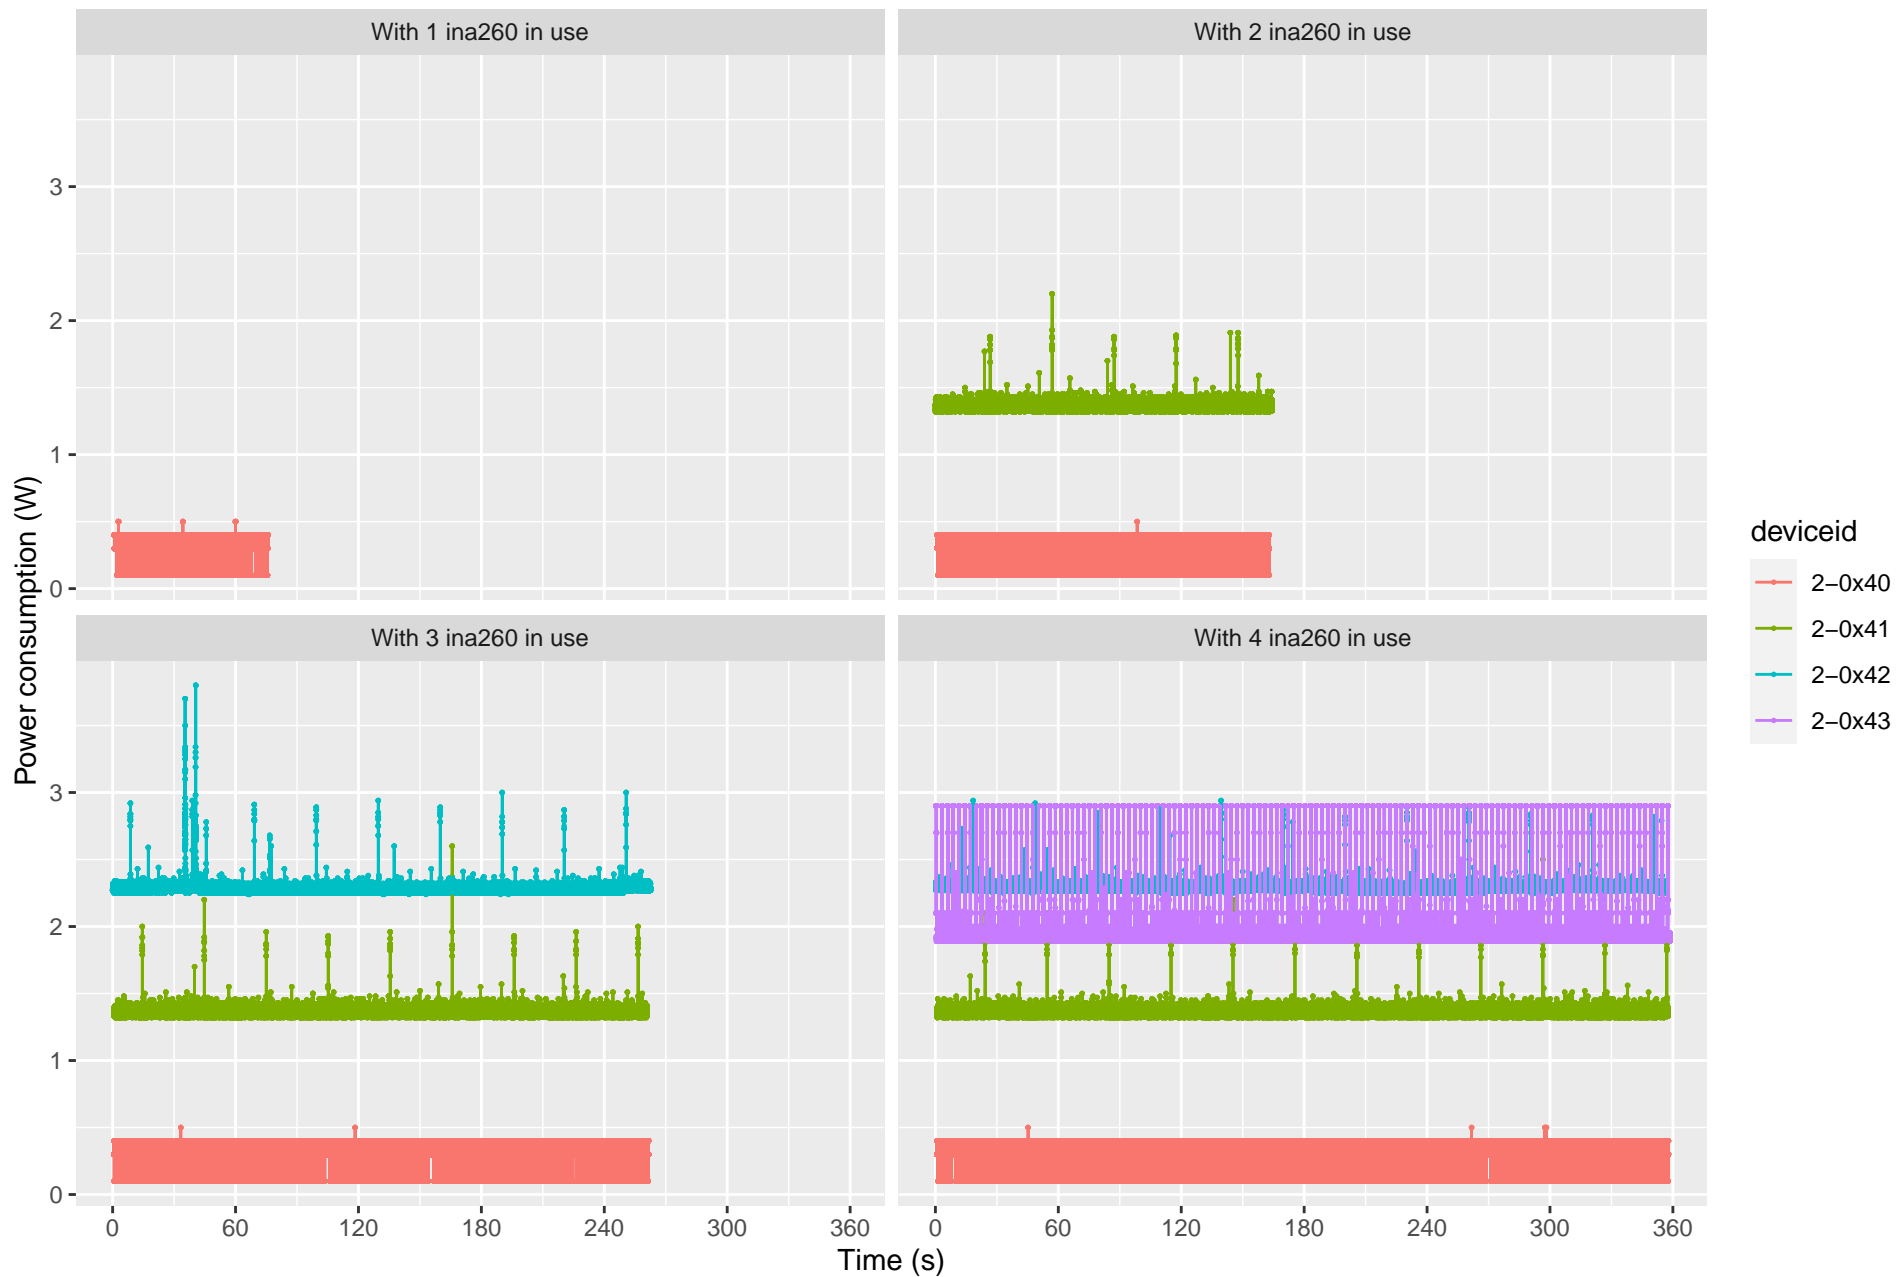 With 1 ina260 in use
With 2 ina260 in use
3
2
1
0
With 3 ina260 in use
With 4 ina260 in use
3
2
1
0
0 60 120 180 240 300 360
0 60 120 180 240 300 360
Time (s)
Power consumption (W)
deviceid
2−0x40
2−0x41
2−0x42
2−0x43